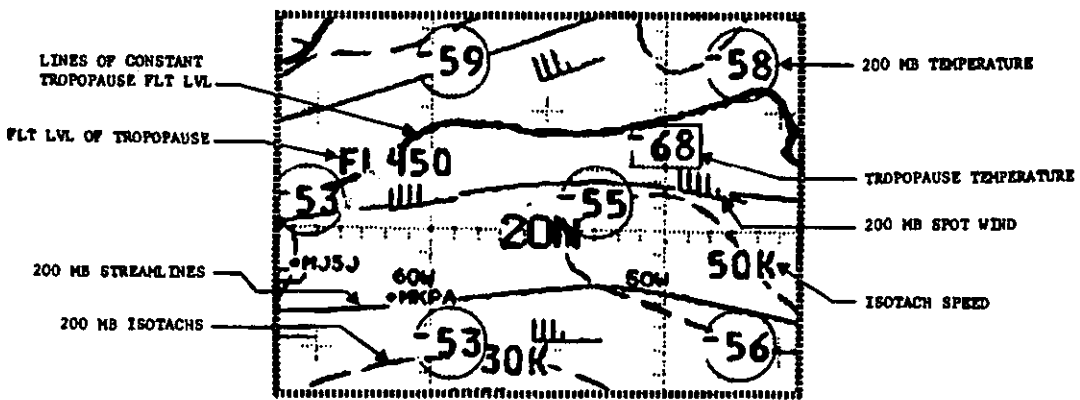 LINES OF CONSTANT
TROPOPAUSE FLT LVL
FLT LVL OF TROPOPAUSE
200 MB STREAMLINES
200 MB ISOTACHS
-59
-58
FL 450
-68
-53
-55
20N
MJSJ
60W
MKPA
50W
50K
-53
30K
-56
200 MB TEMPERATURE
TROPOPAUSE TEMPERATURE
200 MB SPOT WIND
ISOTACH SPEED